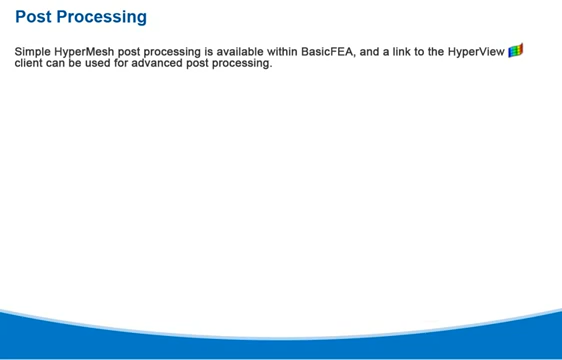 Post Processing
Simple HyperMesh post processing is available within BasicFEA, and a link to the HyperView
client can be used for advanced post processing.